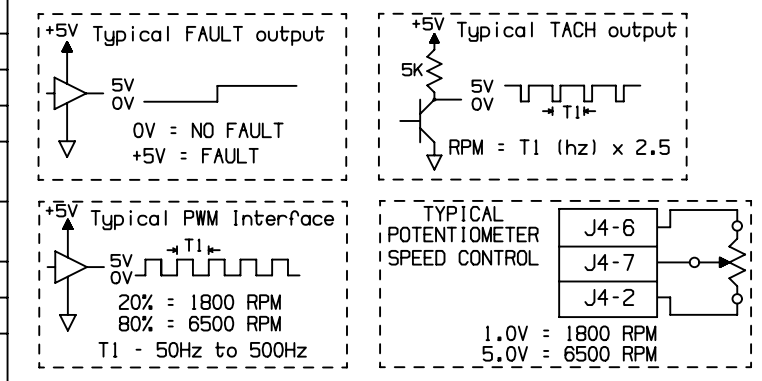 +5V Typical FAULT output
5V
0V
0V = NO FAULT
+5V = FAULT
+5V Typical TACH output
5K
5V
0V
T1
RPM = T1 (hz) x 2.5
+5V Typical PWM Interface
T1
5V
0V
20% = 1800 RPM
80% = 6500 RPM
T1 - 50Hz to 500Hz
TYPICAL
POTENTIOMETER
SPEED CONTROL
J4-6
J4-7
J4-2
1.0V = 1800 RPM
5.0V = 6500 RPM